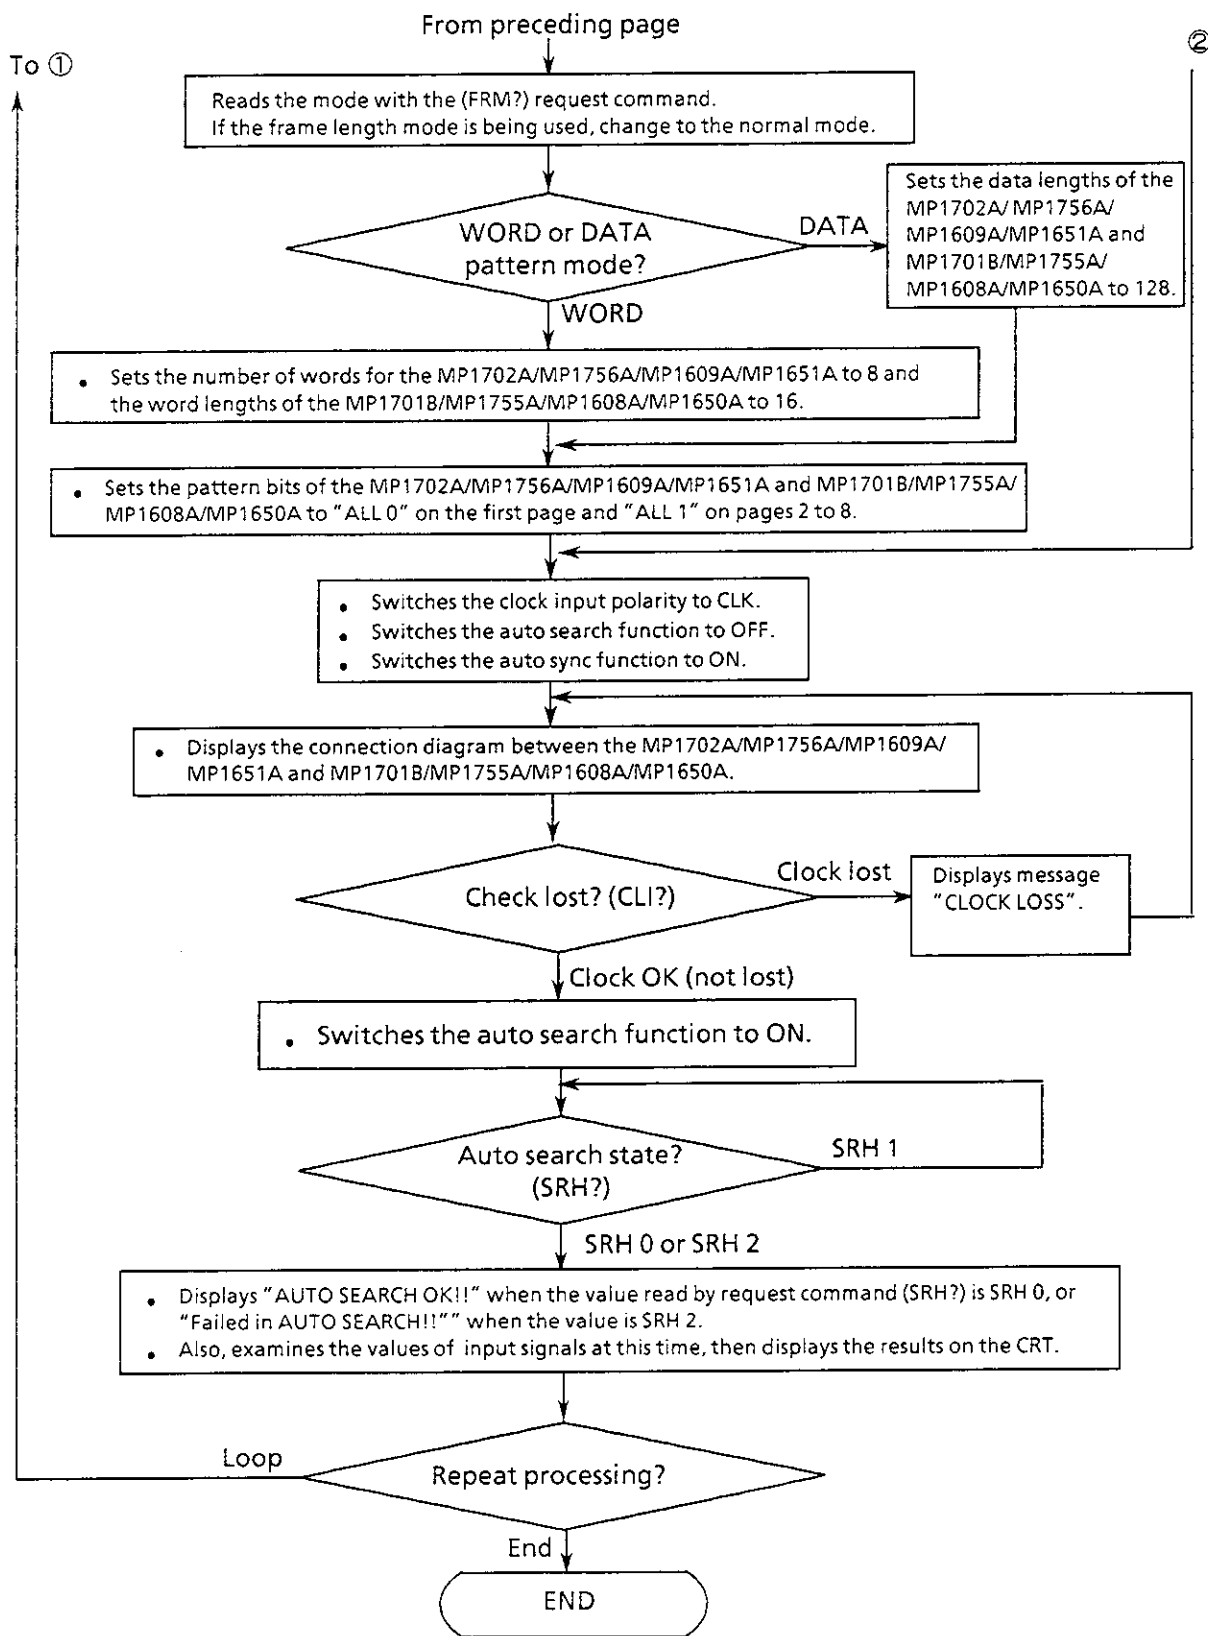 From preceding page
To ①
②
Reads the mode with the (FRM?) request command.
If the frame length mode is being used, change to the normal mode.
WORD or DATA
pattern mode?
DATA
Sets the data lengths of the
MP1702A/ MP1756A/
MP1609A/MP1651A and
MP1701B/MP1755A/
MP1608A/MP1650A to 128.
WORD
• Sets the number of words for the MP1702A/MP1756A/MP1609A/MP1651A to 8 and
the word lengths of the MP1701B/MP1755A/MP1608A/MP1650A to 16.
• Sets the pattern bits of the MP1702A/MP1756A/MP1609A/MP1651A and MP1701B/MP1755A/
MP1608A/MP1650A to "ALL 0" on the first page and "ALL 1" on pages 2 to 8.
• Switches the clock input polarity to CLK.
• Switches the auto search function to OFF.
• Switches the auto sync function to ON.
• Displays the connection diagram between the MP1702A/MP1756A/MP1609A/
MP1651A and MP1701B/MP1755A/MP1608A/MP1650A.
Check lost? (CLI?)
Clock lost
Displays message
"CLOCK LOSS".
Clock OK (not lost)
• Switches the auto search function to ON.
Auto search state?
(SRH?)
SRH 1
SRH 0 or SRH 2
• Displays "AUTO SEARCH OK!!" when the value read by request command (SRH?) is SRH 0, or
"Failed in AUTO SEARCH!!"" when the value is SRH 2.
• Also, examines the values of input signals at this time, then displays the results on the CRT.
Loop
Repeat processing?
End
END